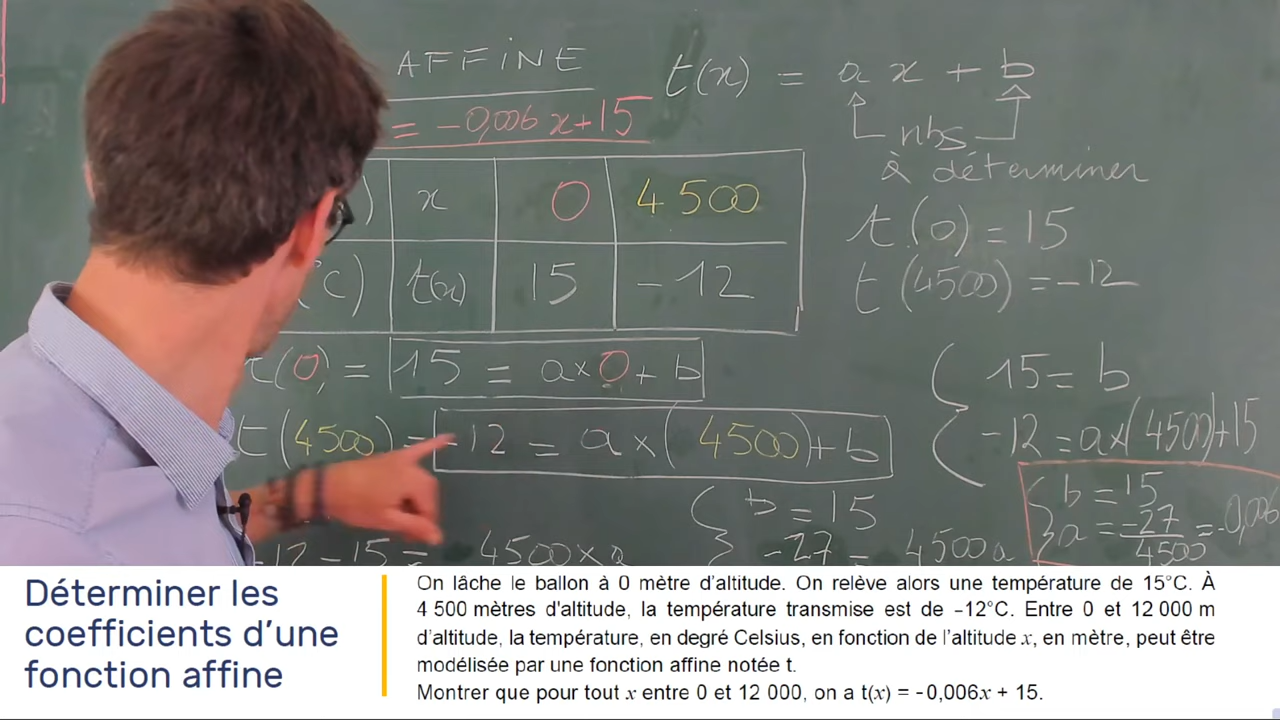 AFFINE
t(x) = a x + b
= -0,006 x + 15
nbs
à déterminer
) x 0 4 500
°C) t(x) 15 -12
t(0) = 15
t(4500) = -12
t(0) = 15 = a×0 + b
t(4500) = -12 = a×(4500) + b
15 = b
-12 = a×(4500)+15
b = 15
-27 = 4500a
b = 15
a = -27/4500 = -0,006
-12 - 15 = 4500×a
Déterminer les
coefficients d’une
fonction affine
On lâche le ballon à 0 mètre d’altitude. On relève alors une température de 15°C. À
4 500 mètres d'altitude, la température transmise est de −12°C. Entre 0 et 12 000 m
d’altitude, la température, en degré Celsius, en fonction de l’altitude x, en mètre, peut être
modélisée par une fonction affine notée t.
Montrer que pour tout x entre 0 et 12 000, on a t(x) = -0,006x + 15.